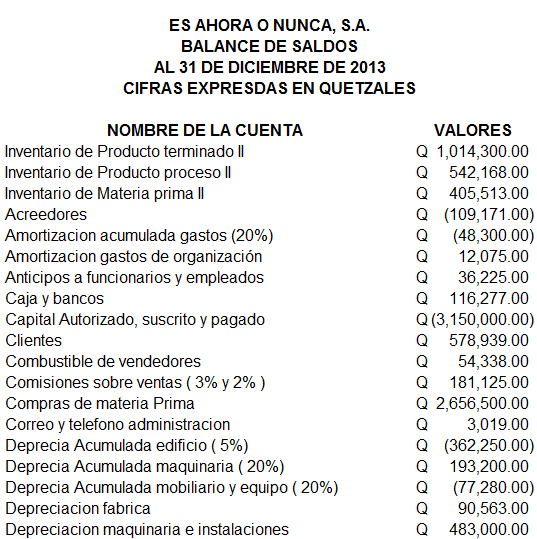 ES AHORA O NUNCA, S.A.
BALANCE DE SALDOS
AL 31 DE DICIEMBRE DE 2013
CIFRAS EXPRESDAS EN QUETZALES
NOMBRE DE LA CUENTA VALORES
Inventario de Producto terminado II Q 1,014,300.00
Inventario de Producto proceso II Q 542,168.00
Inventario de Materia prima II Q 405,513.00
Acreedores Q (109,171.00)
Amortizacion acumulada gastos (20%) Q (48,300.00)
Amortización gastos de organización Q 12,075.00
Anticipos a funcionarios y empleados Q 36,225.00
Caja y bancos Q 116,277.00
Capital Autorizado, suscrito y pagado Q (3,150,000.00)
Clientes Q 578,939.00
Combustible de vendedores Q 54,338.00
Comisiones sobre ventas ( 3% y 2% ) Q 181,125.00
Compras de materia Prima Q 2,656,500.00
Correo y telefono administracion Q 3,019.00
Deprecia Acumulada edificio ( 5%) Q (362,250.00)
Deprecia Acumulada maquinaria ( 20%) Q 193,200.00
Deprecia Acumulada mobiliario y equipo ( 20%) Q (77,280.00)
Depreciacion fabrica Q 90,563.00
Depreciacion maquinaria e instalaciones Q 483,000.00